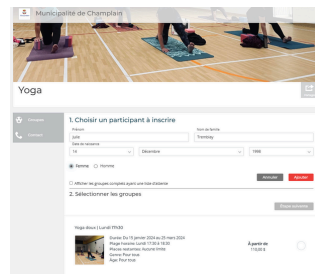 Municipalité de Champlain
Yoga
Groupes
Contact
1. Choisir un participant à inscrire
Prénom
Nom de famille
Julie
Tremblay
Date de naissance
14
Décembre
1998
Femme
Homme
Annuler
Ajouter
Afficher les groupes complets ayant une liste d'attente
2. Sélectionner les groupes
Étape suivante
Yoga doux | Lundi 17h30
Durée: Du 15 janvier 2024 au 25 mars 2024
Plage horaire: Lundi 17:30 à 18:30
Places restantes: Aucune limite
Genre: Pour tous
Âge: Pour tous
À partir de
110,00 $